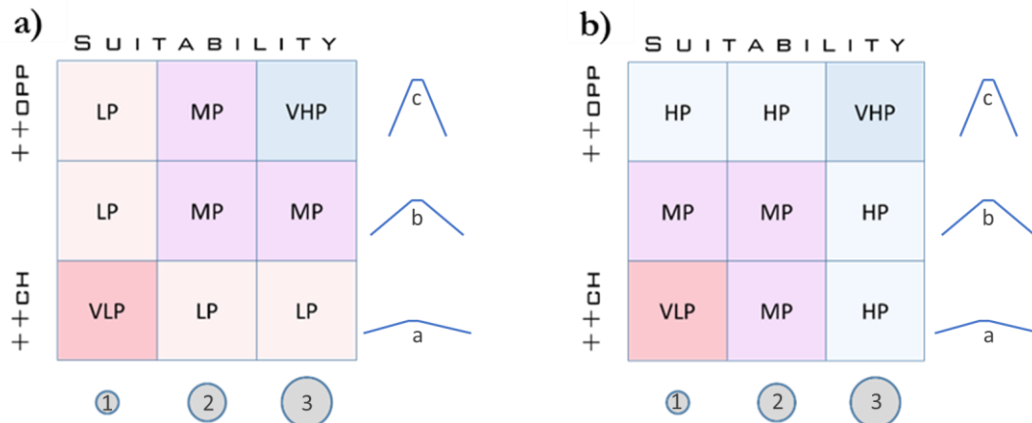 a)
SUITABILITY
++OPP
LP MP VHP
c
LP MP MP
b
++CH
VLP LP LP
a
1 2 3
b)
SUITABILITY
++OPP
HP HP VHP
c
MP MP HP
b
++CH
VLP MP HP
a
1 2 3